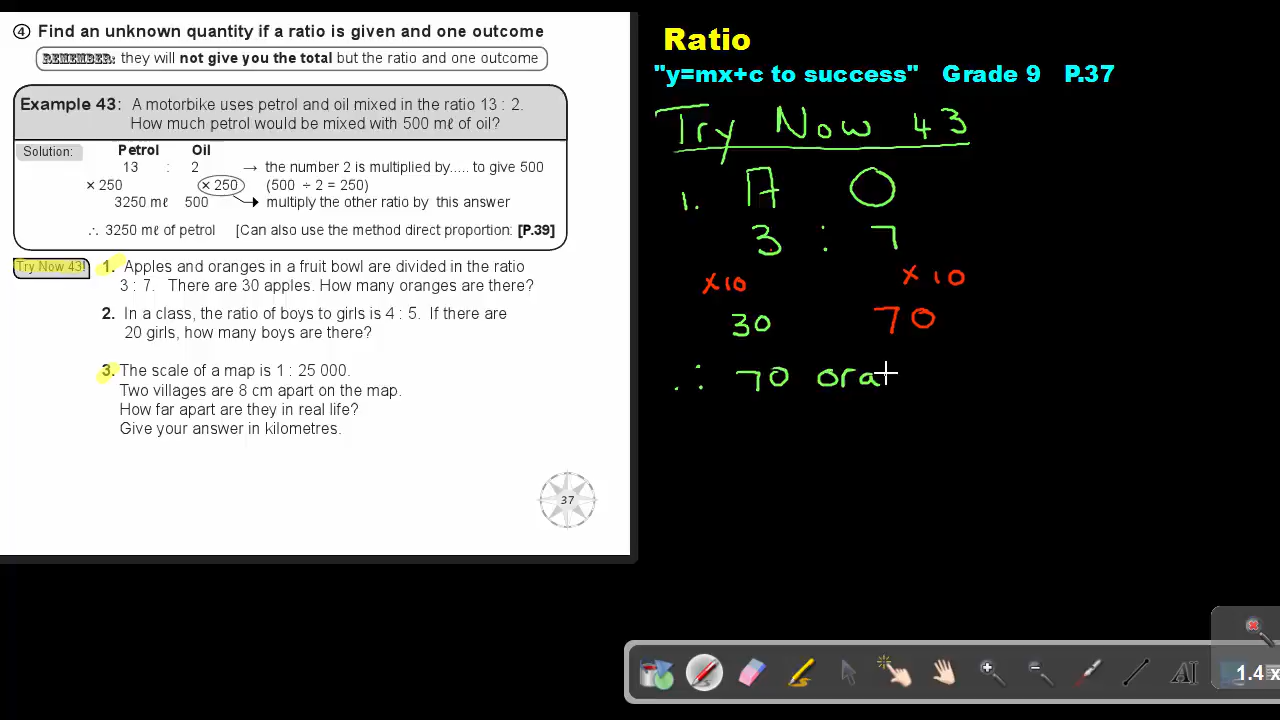 ④ Find an unknown quantity if a ratio is given and one outcome
REMEMBER: they will not give you the total but the ratio and one outcome
Example 43: A motorbike uses petrol and oil mixed in the ratio 13 : 2.
How much petrol would be mixed with 500 mℓ of oil?
Solution: Petrol Oil
13 : 2 → the number 2 is multiplied by..... to give 500
× 250 × 250 (500 ÷ 2 = 250)
3250 mℓ 500 multiply the other ratio by this answer
∴ 3250 mℓ of petrol [Can also use the method direct proportion: [P.39]
Try Now 43! 1. Apples and oranges in a fruit bowl are divided in the ratio
3 : 7. There are 30 apples. How many oranges are there?
2. In a class, the ratio of boys to girls is 4 : 5. If there are
20 girls, how many boys are there?
3. The scale of a map is 1 : 25 000.
Two villages are 8 cm apart on the map.
How far apart are they in real life?
Give your answer in kilometres.
37
Ratio
"y=mx+c to success" Grade 9 P.37
Try Now 43
1. A O
3 : 7
×10 ×10
30 70
∴ 70 ora
AI
1.4 x